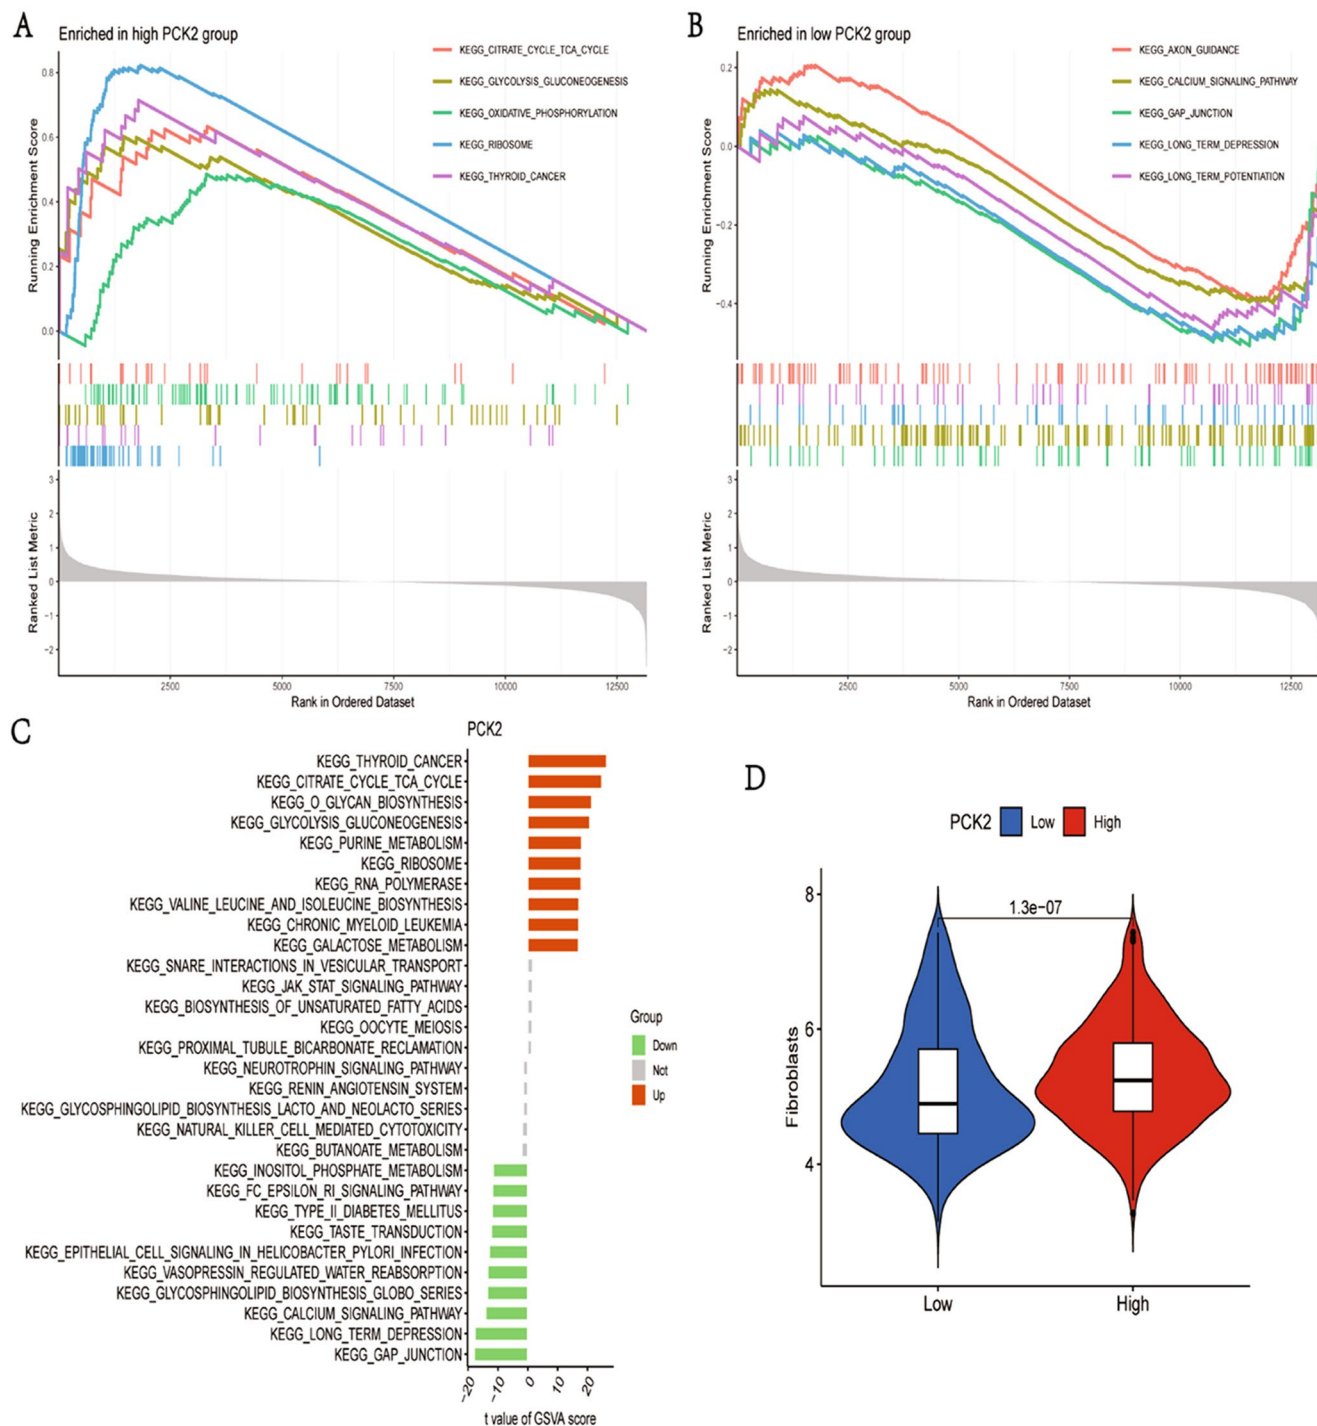 A
Enriched in high PCK2 group
KEGG_CITRATE_CYCLE_TCA_CYCLE
KEGG_GLYCOLYSIS_GLUCONEOGENESIS
KEGG_OXIDATIVE_PHOSPHORYLATION
KEGG_RIBOSOME
KEGG_THYROID_CANCER
Running Enrichment Score
0.8
0.6
0.4
0.2
0.0
Ranked List Metric
3
2
1
0
−1
−2
2500 5000 7500 10000 12500
Rank in Ordered Dataset
B
Enriched in low PCK2 group
KEGG_AXON_GUIDANCE
KEGG_CALCIUM_SIGNALING_PATHWAY
KEGG_GAP_JUNCTION
KEGG_LONG_TERM_DEPRESSION
KEGG_LONG_TERM_POTENTIATION
Running Enrichment Score
0.2
0.0
−0.2
−0.4
Ranked List Metric
3
2
1
0
−1
−2
2500 5000 7500 10000 12500
Rank in Ordered Dataset
C
PCK2
KEGG_THYROID_CANCER
KEGG_CITRATE_CYCLE_TCA_CYCLE
KEGG_O_GLYCAN_BIOSYNTHESIS
KEGG_GLYCOLYSIS_GLUCONEOGENESIS
KEGG_PURINE_METABOLISM
KEGG_RIBOSOME
KEGG_RNA_POLYMERASE
KEGG_VALINE_LEUCINE_AND_ISOLEUCINE_BIOSYNTHESIS
KEGG_CHRONIC_MYELOID_LEUKEMIA
KEGG_GALACTOSE_METABOLISM
KEGG_SNARE_INTERACTIONS_IN_VESICULAR_TRANSPORT
KEGG_JAK_STAT_SIGNALING_PATHWAY
KEGG_BIOSYNTHESIS_OF_UNSATURATED_FATTY_ACIDS
KEGG_OOCYTE_MEIOSIS
KEGG_PROXIMAL_TUBULE_BICARBONATE_RECLAMATION
KEGG_NEUROTROPHIN_SIGNALING_PATHWAY
KEGG_RENIN_ANGIOTENSIN_SYSTEM
KEGG_GLYCOSPHINGOLIPID_BIOSYNTHESIS_LACTO_AND_NEOLACTO_SERIES
KEGG_NATURAL_KILLER_CELL_MEDIATED_CYTOTOXICITY
KEGG_BUTANOATE_METABOLISM
KEGG_INOSITOL_PHOSPHATE_METABOLISM
KEGG_FC_EPSILON_RI_SIGNALING_PATHWAY
KEGG_TYPE_II_DIABETES_MELLITUS
KEGG_TASTE_TRANSDUCTION
KEGG_EPITHELIAL_CELL_SIGNALING_IN_HELICOBACTER_PYLORI_INFECTION
KEGG_VASOPRESSIN_REGULATED_WATER_REABSORPTION
KEGG_GLYCOSPHINGOLIPID_BIOSYNTHESIS_GLOBO_SERIES
KEGG_CALCIUM_SIGNALING_PATHWAY
KEGG_LONG_TERM_DEPRESSION
KEGG_GAP_JUNCTION
−20 −10 0 10 20
t value of GSVA score
Group
Down
Not
Up
D
PCK2 Low High
1.3e−07
Fibroblasts
8
6
4
Low High